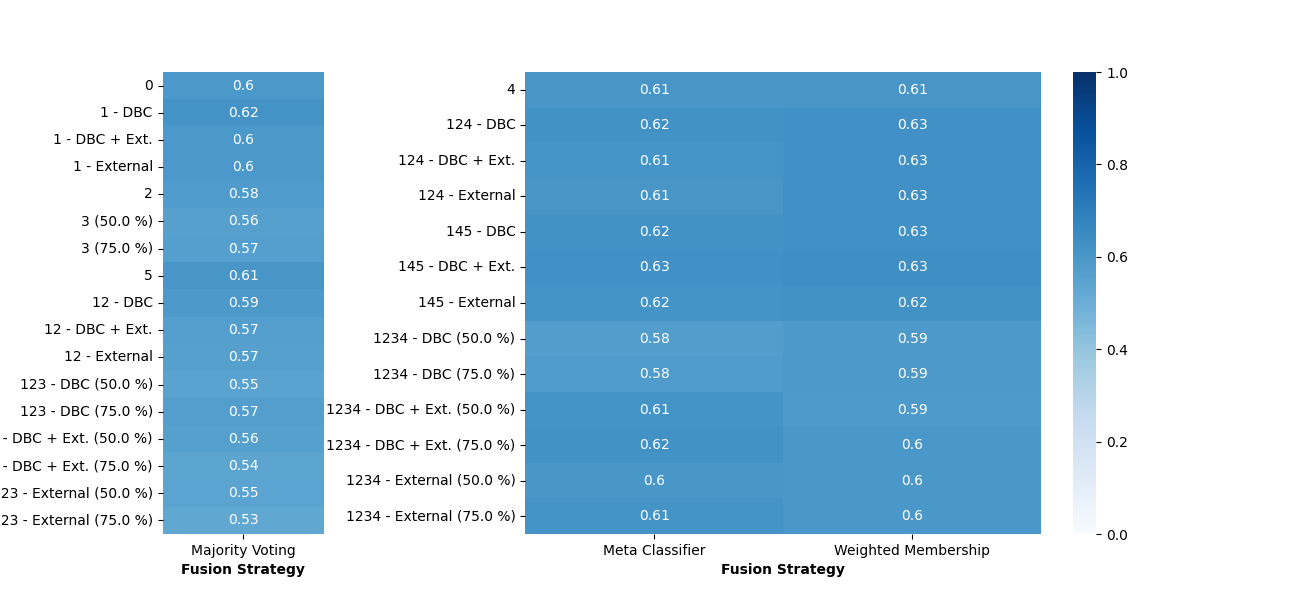 0 0.6
1 - DBC 0.62
1 - DBC + Ext. 0.6
1 - External 0.6
2 0.58
3 (50.0 %) 0.56
3 (75.0 %) 0.57
5 0.61
12 - DBC 0.59
12 - DBC + Ext. 0.57
12 - External 0.57
123 - DBC (50.0 %) 0.55
123 - DBC (75.0 %) 0.57
- DBC + Ext. (50.0 %) 0.56
- DBC + Ext. (75.0 %) 0.54
23 - External (50.0 %) 0.55
23 - External (75.0 %) 0.53
Majority Voting
Fusion Strategy
4 0.61 0.61
124 - DBC 0.62 0.63
124 - DBC + Ext. 0.61 0.63
124 - External 0.61 0.63
145 - DBC 0.62 0.63
145 - DBC + Ext. 0.63 0.63
145 - External 0.62 0.62
1234 - DBC (50.0 %) 0.58 0.59
1234 - DBC (75.0 %) 0.58 0.59
1234 - DBC + Ext. (50.0 %) 0.61 0.59
1234 - DBC + Ext. (75.0 %) 0.62 0.6
1234 - External (50.0 %) 0.6 0.6
1234 - External (75.0 %) 0.61 0.6
Meta Classifier Weighted Membership
Fusion Strategy
1.0
0.8
0.6
0.4
0.2
0.0